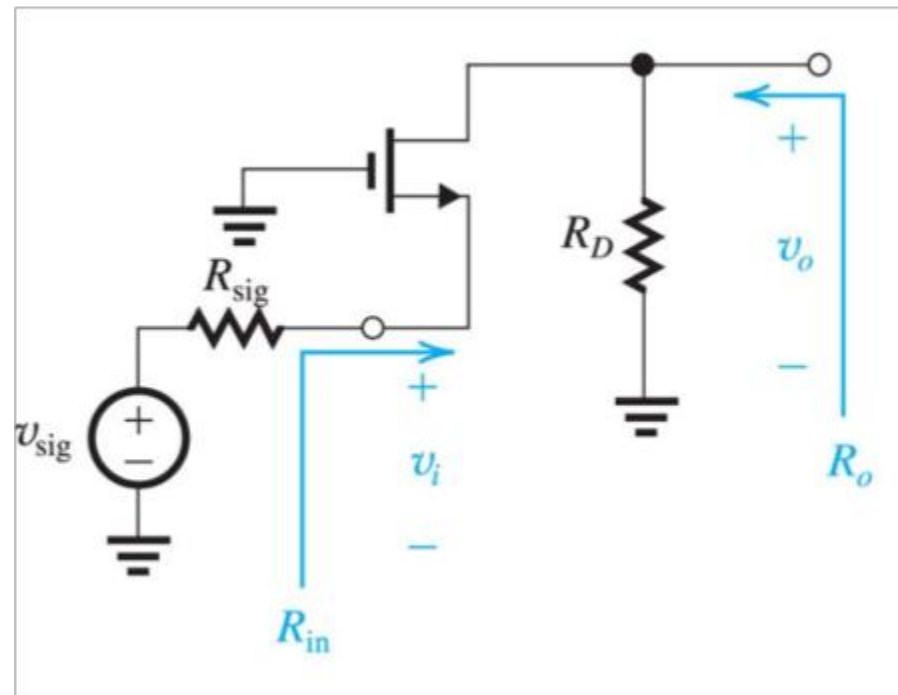 R_D
+
v_o
−
R_o
R_sig
+
−
v_sig
+
v_i
−
R_in